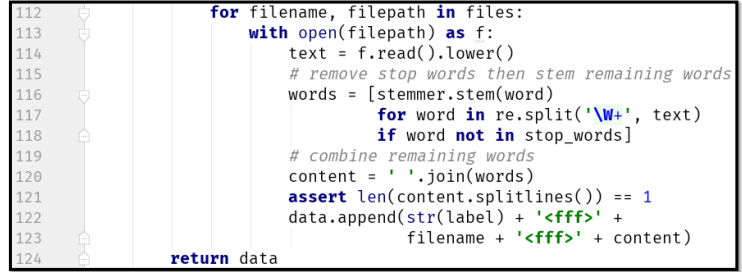 112 for filename, filepath in files:
113 with open(filepath) as f:
114 text = f.read().lower()
115 # remove stop words then stem remaining words
116 words = [stemmer.stem(word)
117 for word in re.split('\W+', text)
118 if word not in stop_words]
119 # combine remaining words
120 content = ' '.join(words)
121 assert len(content.splitlines()) == 1
122 data.append(str(label) + '<fff>' +
123 filename + '<fff>' + content)
124 return data